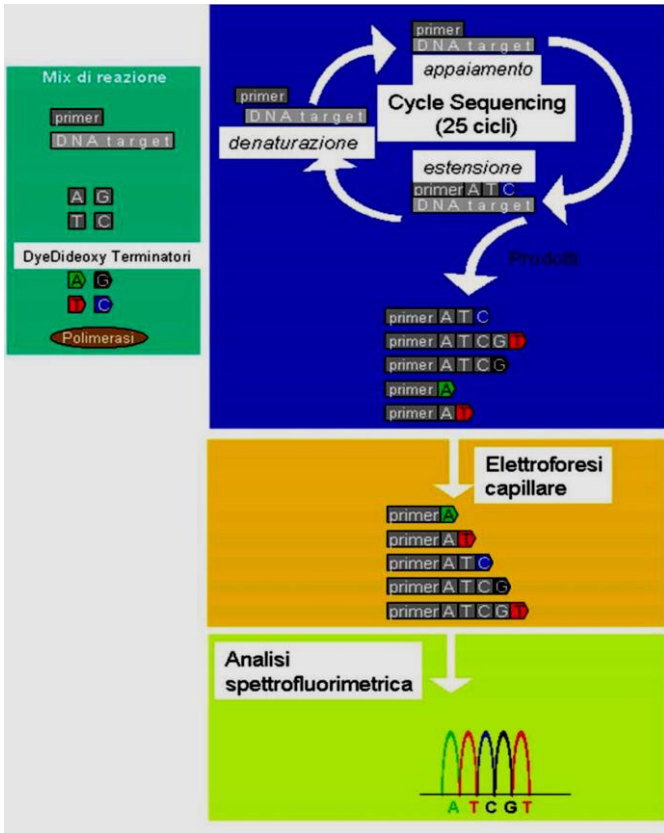 Mix di reazione
primer
DNA target
A G
T C
DyeDideoxy Terminatori
A G
T C
Polimerasi
primer
DNA target
appaiamento
Cycle Sequencing
(25 cicli)
primer
DNA target
denaturazione
estensione
primer A T C
DNA target
Prodotti
primer A T C
primer A T C G T
primer A T C G
primer A
primer A T
Elettroforesi
capillare
primer A
primer A T
primer A T C
primer A T C G
primer A T C G T
Analisi
spettrofluorimetrica
A T C G T